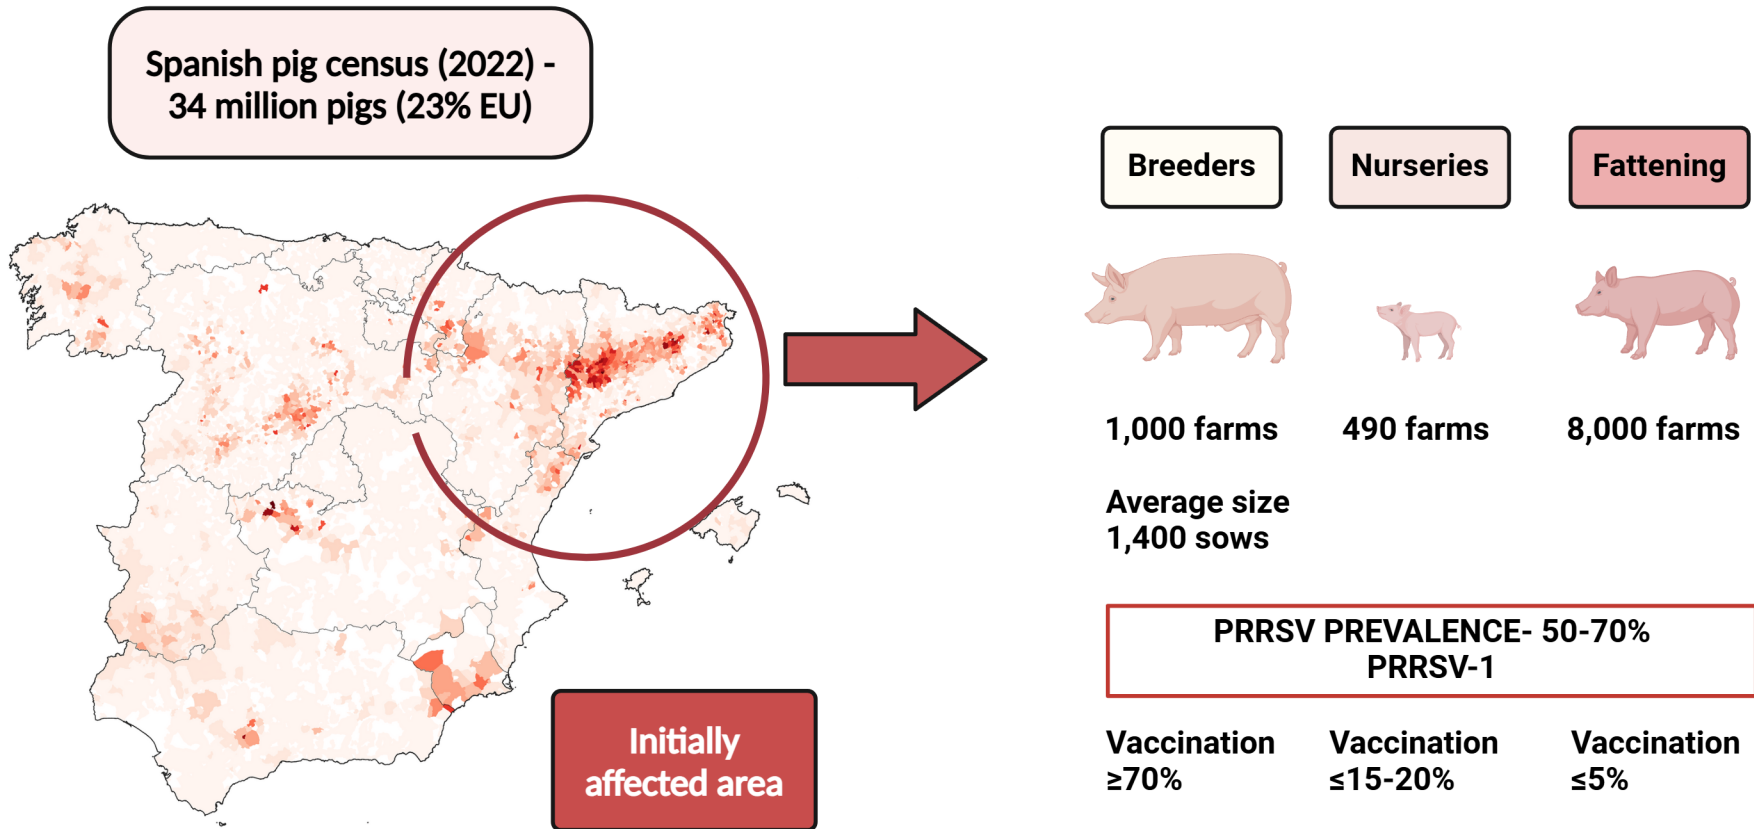 Spanish pig census (2022) -
34 million pigs (23% EU)
Initially
affected area
Breeders
Nurseries
Fattening
1,000 farms
490 farms
8,000 farms
Average size
1,400 sows
PRRSV PREVALENCE- 50-70%
PRRSV-1
Vaccination
≥70%
Vaccination
≤15-20%
Vaccination
≤5%